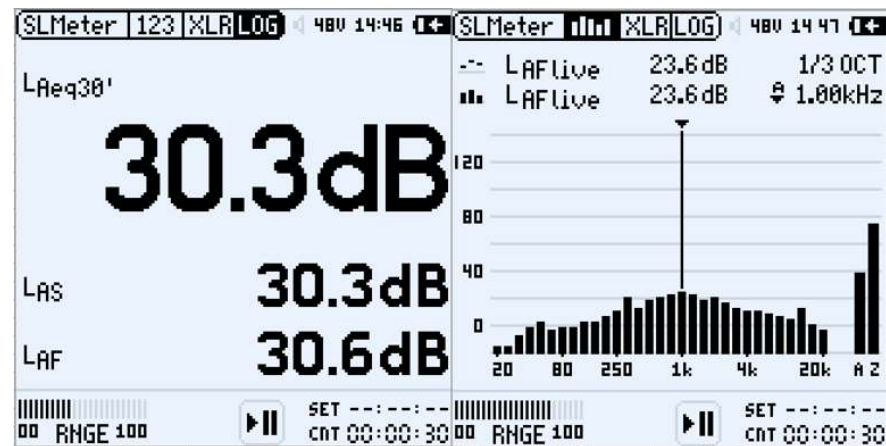 SLMeter 123 XLR LOG 48V 14:46
LAeq30'
30.3dB
LAS 30.3dB
LAF 30.6dB
00 RNGE 100
SET --:--:--
CNT 00:00:30
SLMeter XLR LOG 48V 14 47
LAFlive 23.6dB 1/3 OCT
LAFlive 23.6dB 1.00kHz
120
80
40
0
20 80 250 1k 4k 20k A Z
00 RNGE 100
SET --:--:--
CNT 00:00:30